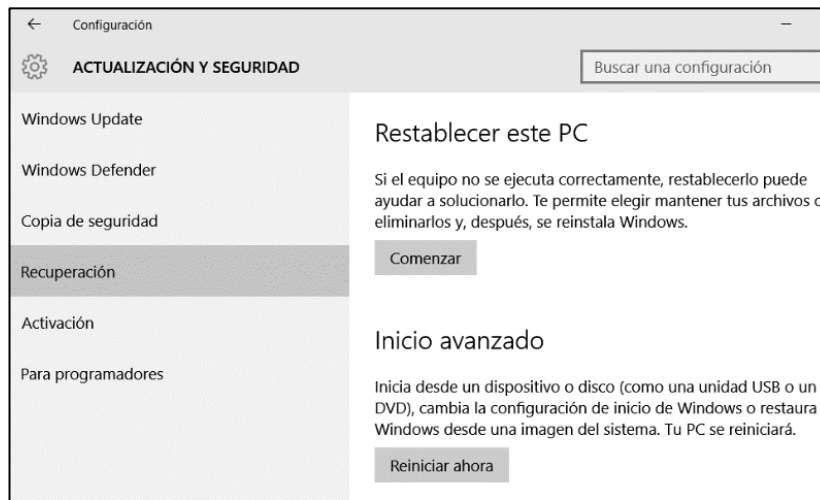 Configuración
ACTUALIZACIÓN Y SEGURIDAD
Buscar una configuración
Windows Update
Windows Defender
Copia de seguridad
Recuperación
Activación
Para programadores
Restablecer este PC
Si el equipo no se ejecuta correctamente, restablecerlo puede
ayudar a solucionarlo. Te permite elegir mantener tus archivos
eliminarlos y, después, se reinstala Windows.
Comenzar
Inicio avanzado
Inicia desde un dispositivo o disco (como una unidad USB o un
DVD), cambia la configuración de inicio de Windows o restaura
Windows desde una imagen del sistema. Tu PC se reiniciará.
Reiniciar ahora